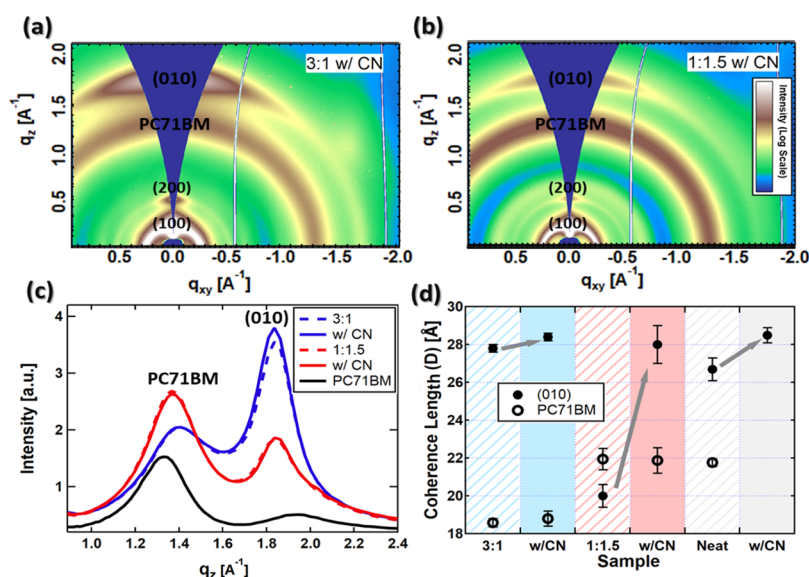 (a)
3:1 w/ CN
(010)
PC71BM
(200)
(100)
2.0
1.5
1.0
0.5
qz [A-1]
0.5
0.0
-0.5
-1.0
-1.5
-2.0
qxy [A-1]
(b)
1:1.5 w/ CN
(010)
PC71BM
(200)
(100)
Intensity (Log Scale)
2.0
1.5
1.0
0.5
qz [A-1]
0.5
0.0
-0.5
-1.0
-1.5
-2.0
qxy [A-1]
(c)
(010)
PC71BM
3:1
w/ CN
1:1.5
w/ CN
PC71BM
4
3
2
1
Intensity [a.u.]
1.0
1.2
1.4
1.6
1.8
2.0
2.2
2.4
qz [A-1]
(d)
30
28
26
24
22
20
18
Coherence Length (D) [Å]
(010)
PC71BM
3:1
w/CN
1:1.5
w/CN
Neat
w/CN
Sample